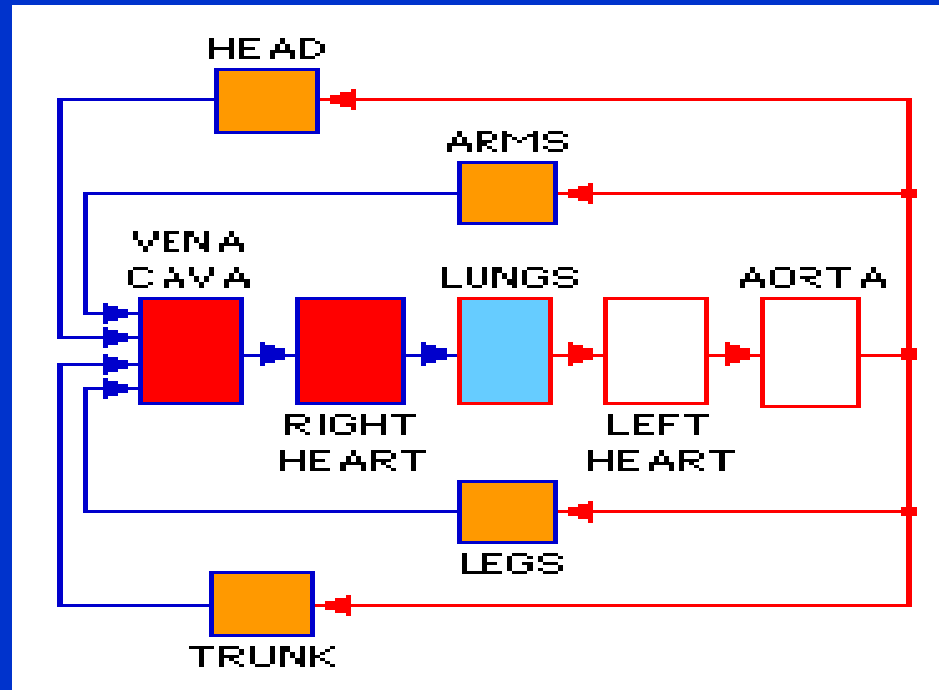 HEAD
ARMS
VENA
CAVA
LUNGS
AORTA
RIGHT
HEART
LEFT
HEART
LEGS
TRUNK